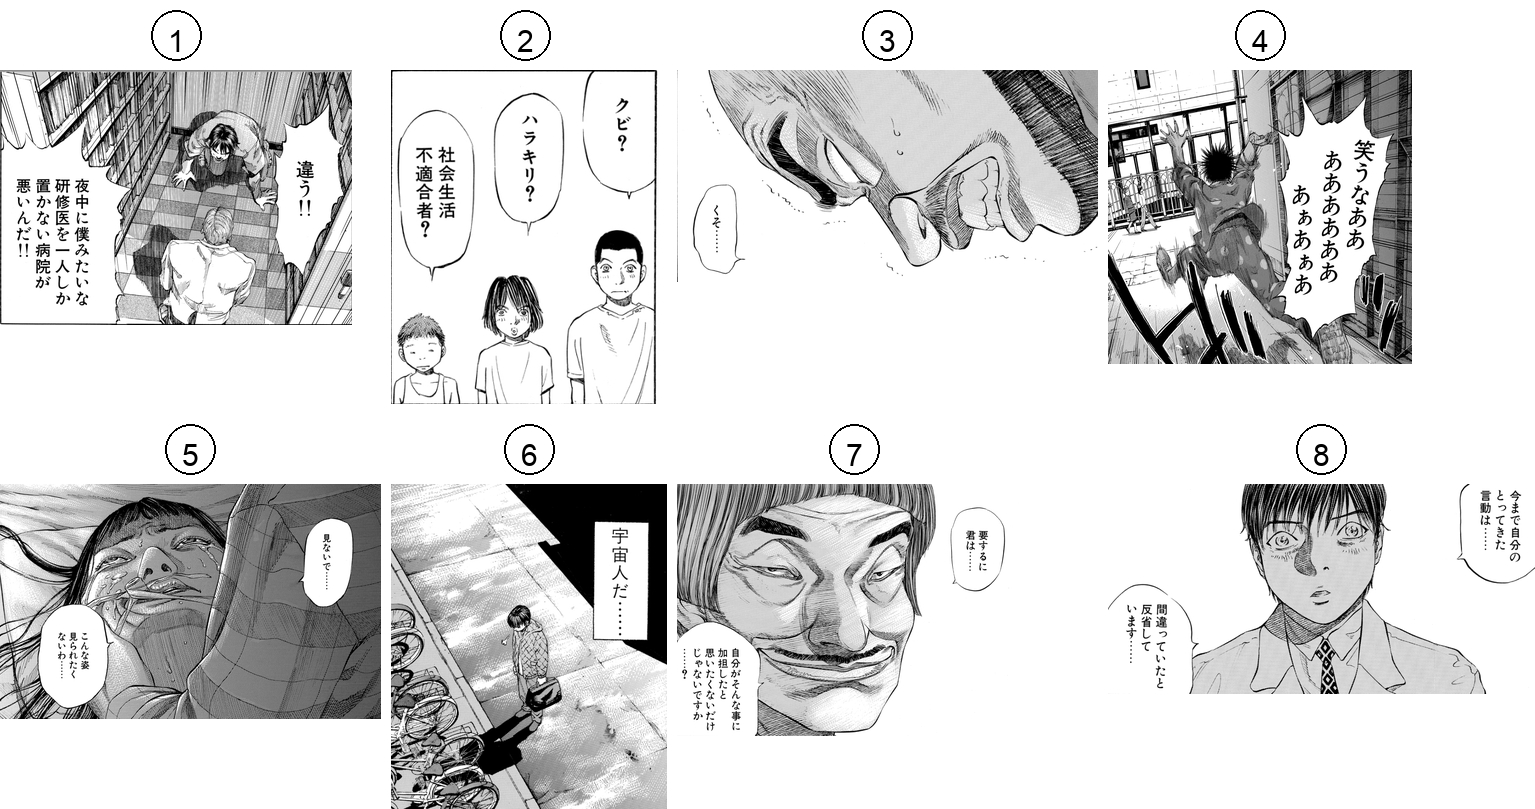 1
違う!!
夜中に僕みたいな
研修医を一人しか
置かない病院が
悪いんだ!!
2
クビ?
ハラキリ?
社会生活
不適合者?
3
くそ……
4
笑うなああ
ああああああ
あぁあぁあ
5
見ないで……
こんな姿
見られたく
ないわ……
6
宇宙人だ……
7
要するに
君は……
自分がそんな事に
加担したと
思いたくないだけ
じゃないですか
……?
8
今まで自分の
とってきた
言動は……
間違っていたと
反省して
います……